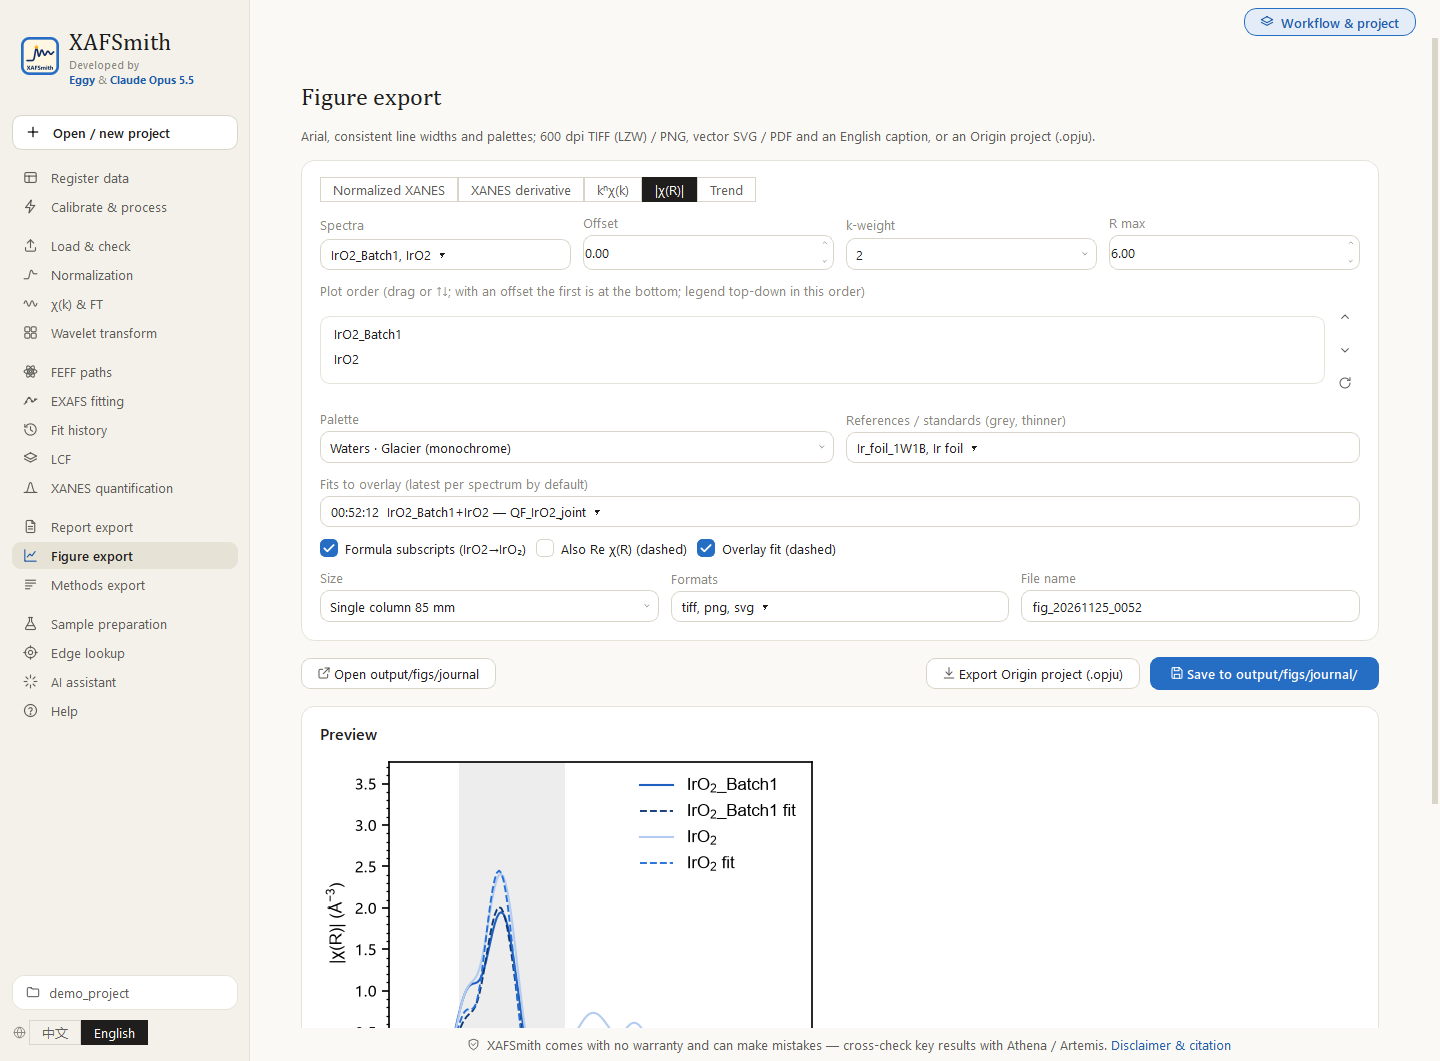 Workflow & project
XAFSmith
Developed by
Eggy & Claude Opus 5.5
XAFSmith
Open / new project
Register data
Calibrate & process
Load & check
Normalization
χ(k) & FT
Wavelet transform
FEFF paths
EXAFS fitting
Fit history
LCF
XANES quantification
Report export
Figure export
Methods export
Sample preparation
Edge lookup
AI assistant
Help
demo_project
中文 English
Figure export
Arial, consistent line widths and palettes; 600 dpi TIFF (LZW) / PNG, vector SVG / PDF and an English caption, or an Origin project (.opju).
Normalized XANES XANES derivative kⁿχ(k) |χ(R)| Trend
Spectra Offset k-weight R max
IrO2_Batch1, IrO2 0.00 2 6.00
Plot order (drag or ↑↓; with an offset the first is at the bottom; legend top-down in this order)
IrO2_Batch1
IrO2
Palette References / standards (grey, thinner)
Waters · Glacier (monochrome) Ir_foil_1W1B, Ir foil
Fits to overlay (latest per spectrum by default)
00:52:12 IrO2_Batch1+IrO2 — QF_IrO2_joint
Formula subscripts (IrO2→IrO₂) Also Re χ(R) (dashed) Overlay fit (dashed)
Size Formats File name
Single column 85 mm tiff, png, svg fig_20261125_0052
Open output/figs/journal Export Origin project (.opju) Save to output/figs/journal/
Preview
3.5
3.0
2.5
2.0
1.5
1.0
|χ(R)| (Å⁻³)
IrO₂_Batch1
IrO₂_Batch1 fit
IrO₂
IrO₂ fit
XAFSmith comes with no warranty and can make mistakes — cross-check key results with Athena / Artemis. Disclaimer & citation